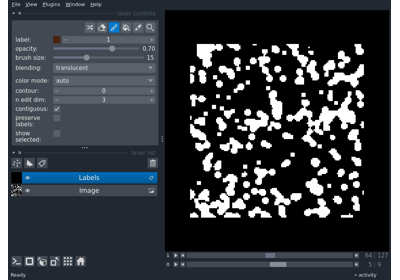 File View Plugins Window Help
layer controls
label: 1
opacity: 0.70
brush size: 15
blending: translucent
color mode: auto
contour: 0
n edit dim: 3
contiguous:
preserve
labels:
show
selected:
layer list
Labels
Image
1 64 127
0 5 9
Ready activity